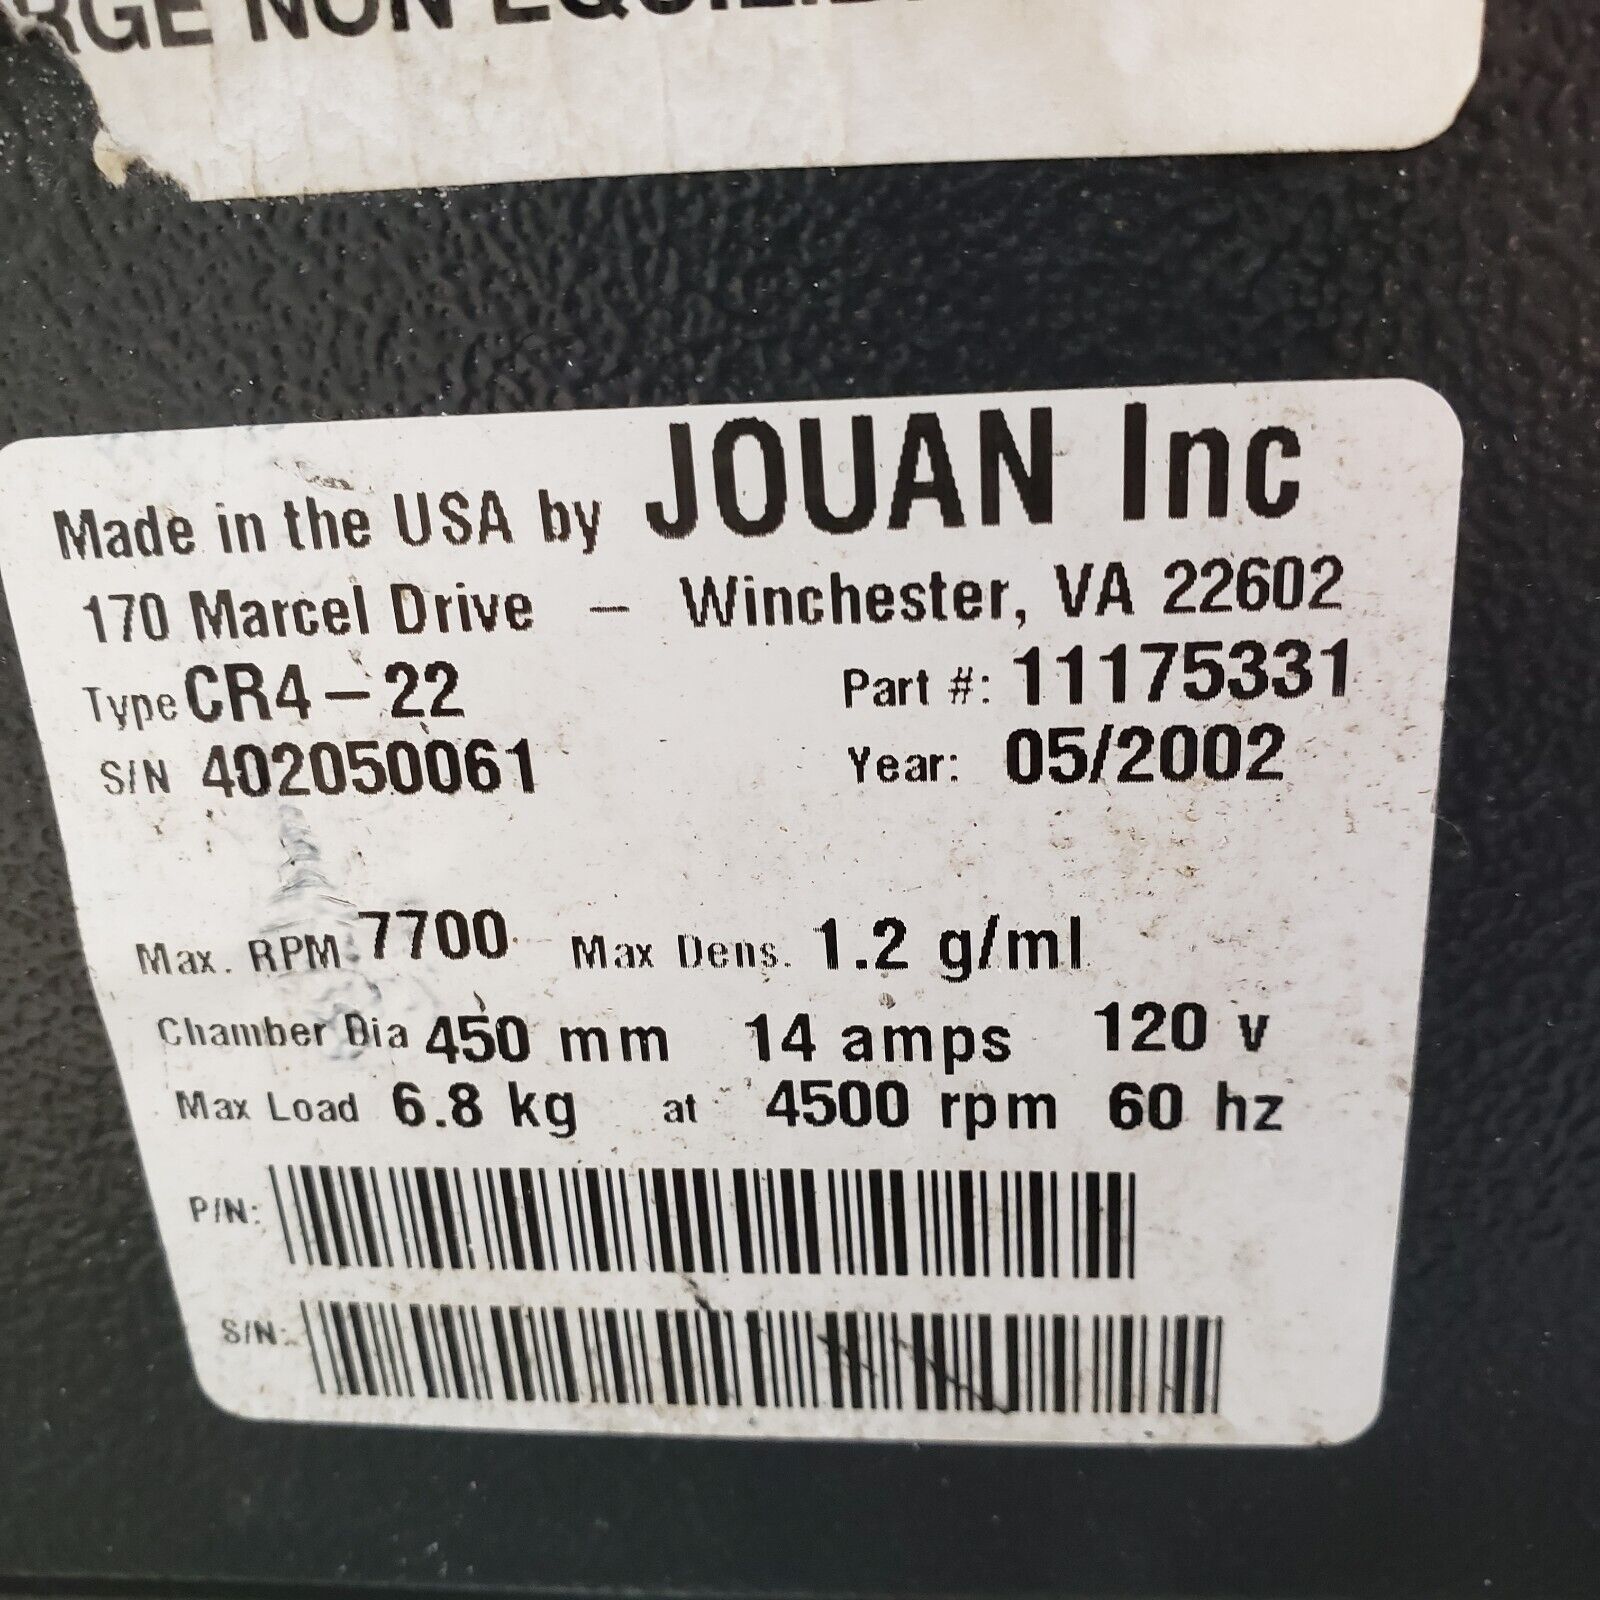 NON
Made in the USA by JOUAN Inc
170 Marcel Drive – Winchester, VA 22602
Type CR4-22 Part #: 11175331
S/N 402050061 Year: 05/2002
Max. RPM 7700 Max Dens. 1.2 g/ml
Chamber Dia 450 mm 14 amps 120 v
Max Load 6.8 kg at 4500 rpm 60 hz
P/N:
S/N: